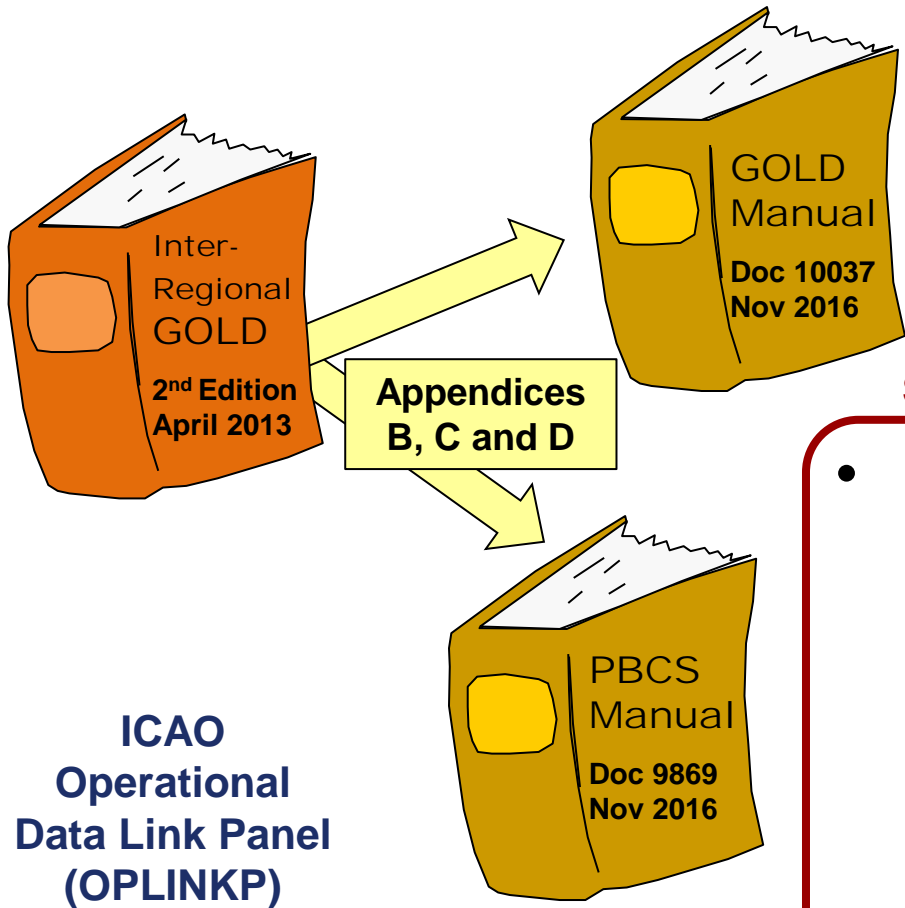 GOLD
Manual
Doc 10037
Nov 2016
Inter-
Regional
GOLD
2nd Edition
April 2013
Appendices
B, C and D
•
PBCS
Manual
Doc 9869
Nov 2016
ICAO
Operational
Data Link Panel
(OPLINKP)